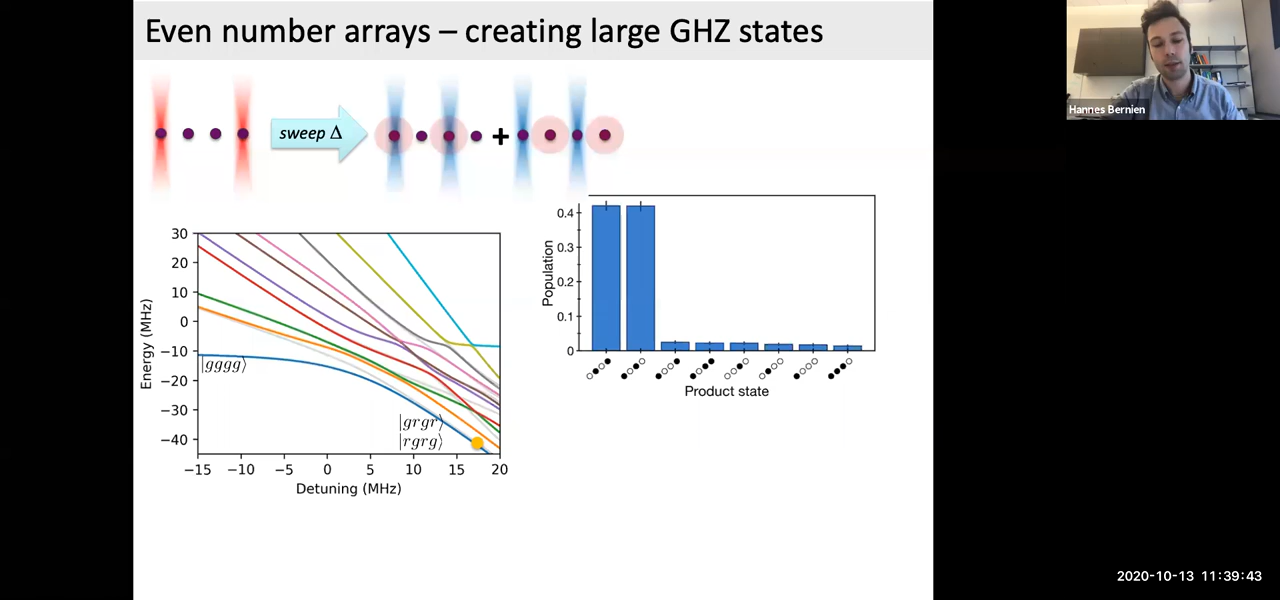 Even number arrays – creating large GHZ states
Hannes Bernien
sweep Δ
+
Energy (MHz)
30
20
10
0
−10
−20
−30
−40
|gggg⟩
|grgr⟩
|rgrg⟩
−15 −10 −5 0 5 10 15 20
Detuning (MHz)
Population
0.4
0.3
0.2
0.1
0
Product state
2020-10-13 11:39:43